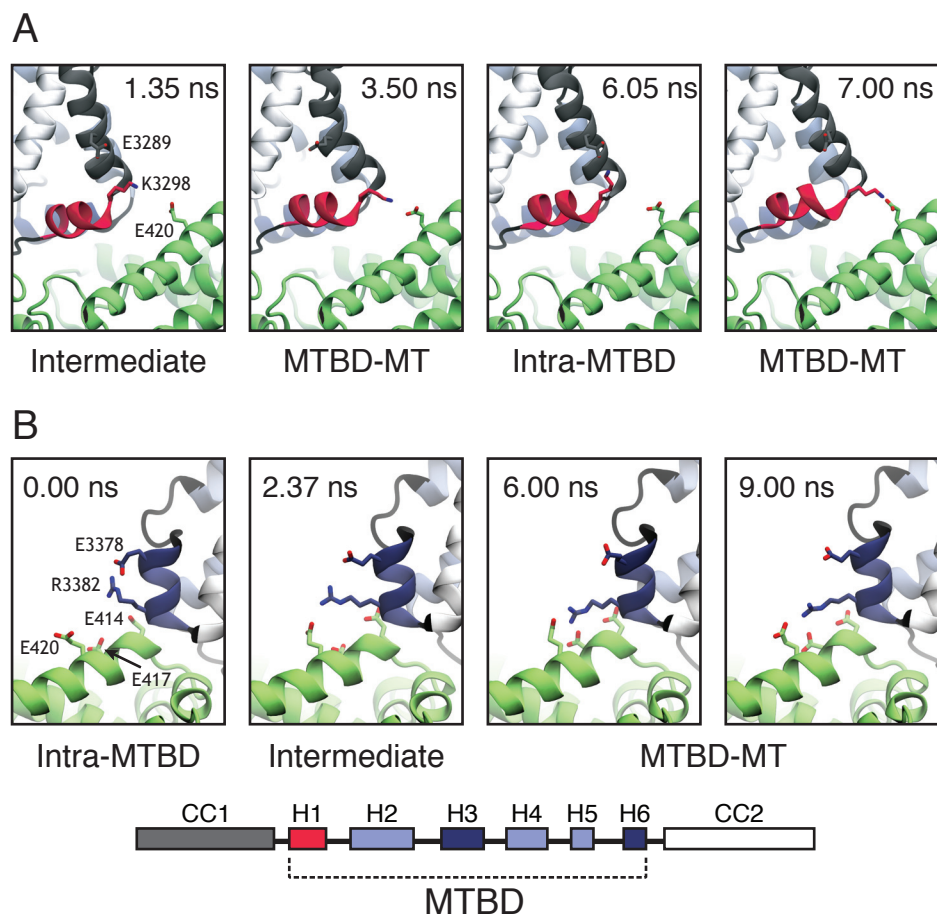 A
1.35 ns 3.50 ns 6.05 ns 7.00 ns
E3289
K3298
E420
Intermediate MTBD-MT Intra-MTBD MTBD-MT
B
0.00 ns 2.37 ns 6.00 ns 9.00 ns
E3378
R3382
E414
E420
E417
Intra-MTBD Intermediate MTBD-MT
CC1 H1 H2 H3 H4 H5 H6 CC2
MTBD